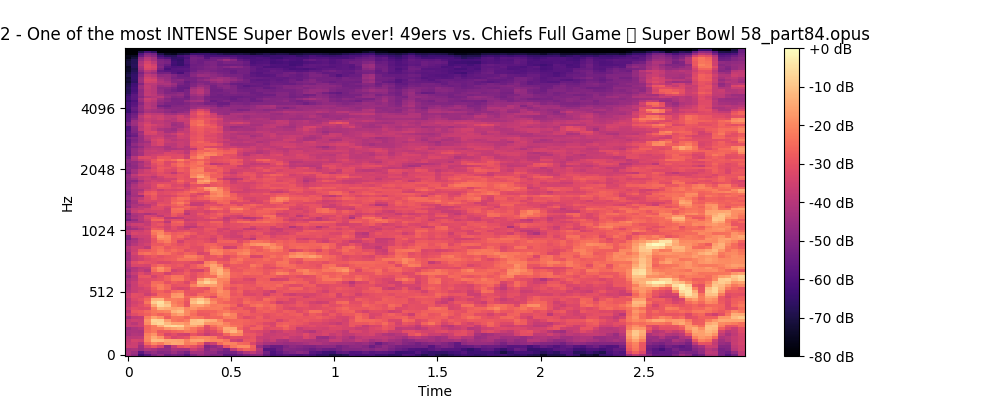 2 - One of the most INTENSE Super Bowls ever! 49ers vs. Chiefs Full Game 🏈 Super Bowl 58_part84.opus
+0 dB
-10 dB
-20 dB
-30 dB
-40 dB
-50 dB
-60 dB
-70 dB
-80 dB
4096
2048
1024
512
0
Hz
0
0.5
1
1.5
2
2.5
Time